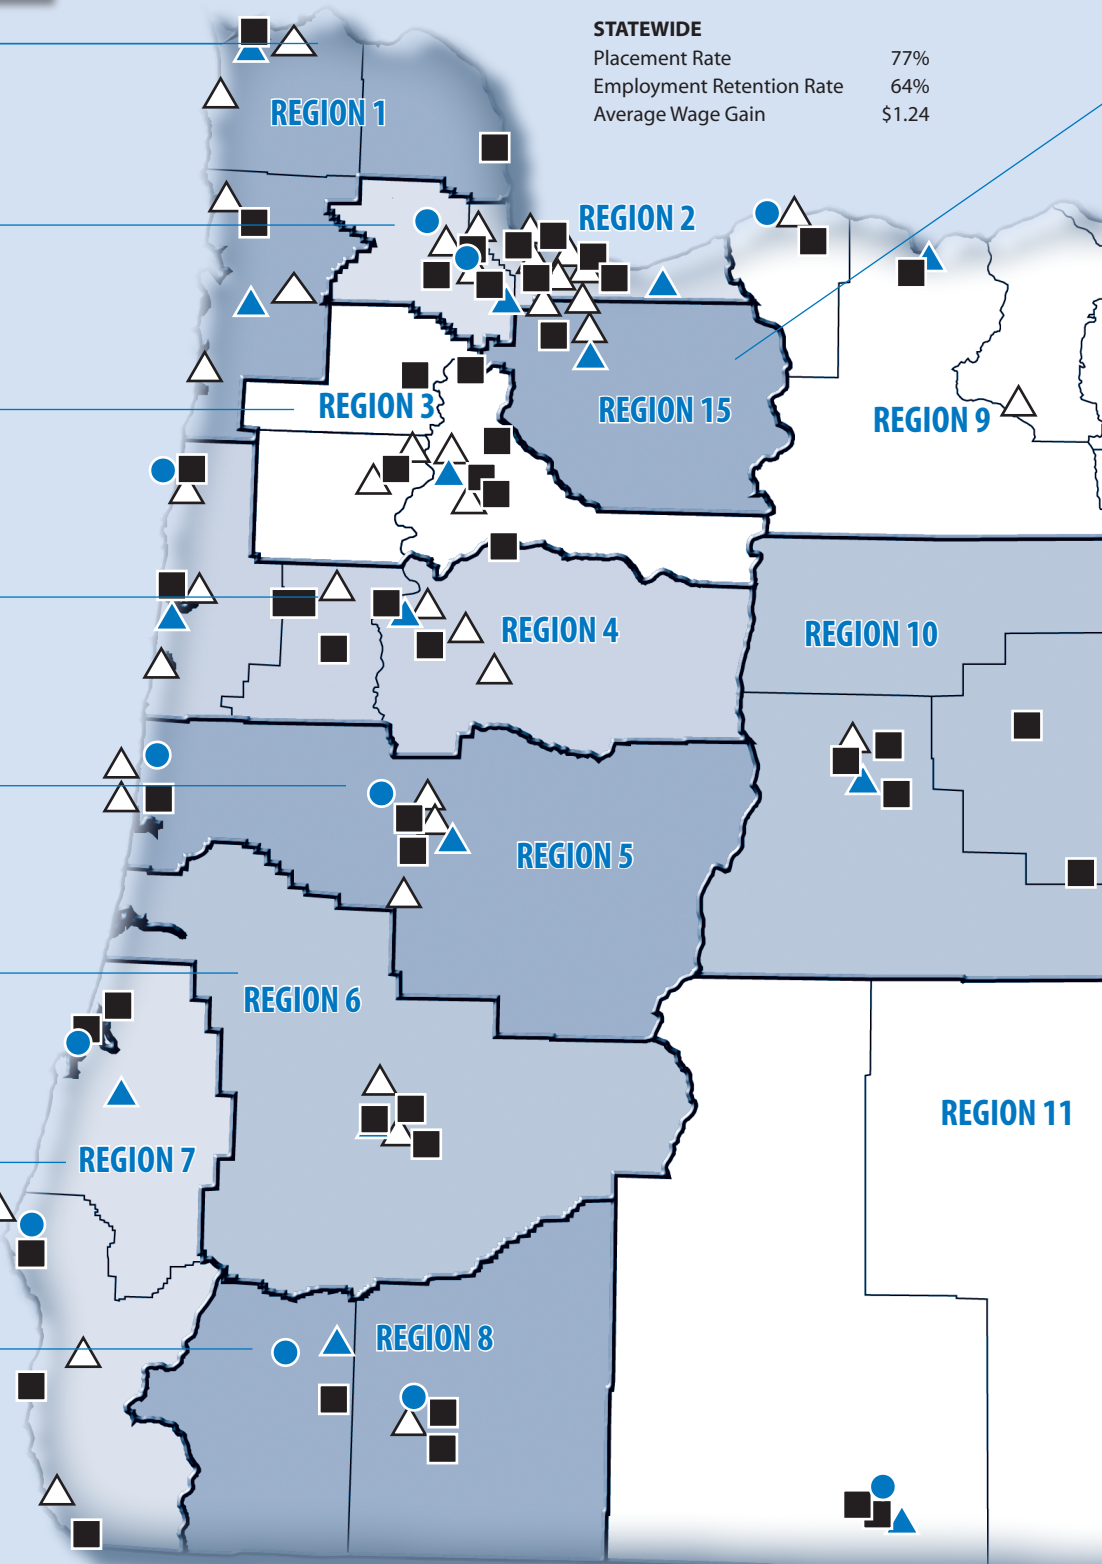 STATEWIDE
Placement Rate 77%
Employment Retention Rate 64%
Average Wage Gain $1.24
REGION 1
REGION 2
REGION 3
REGION 15
REGION 9
REGION 4
REGION 10
REGION 5
REGION 6
REGION 11
REGION 7
REGION 8